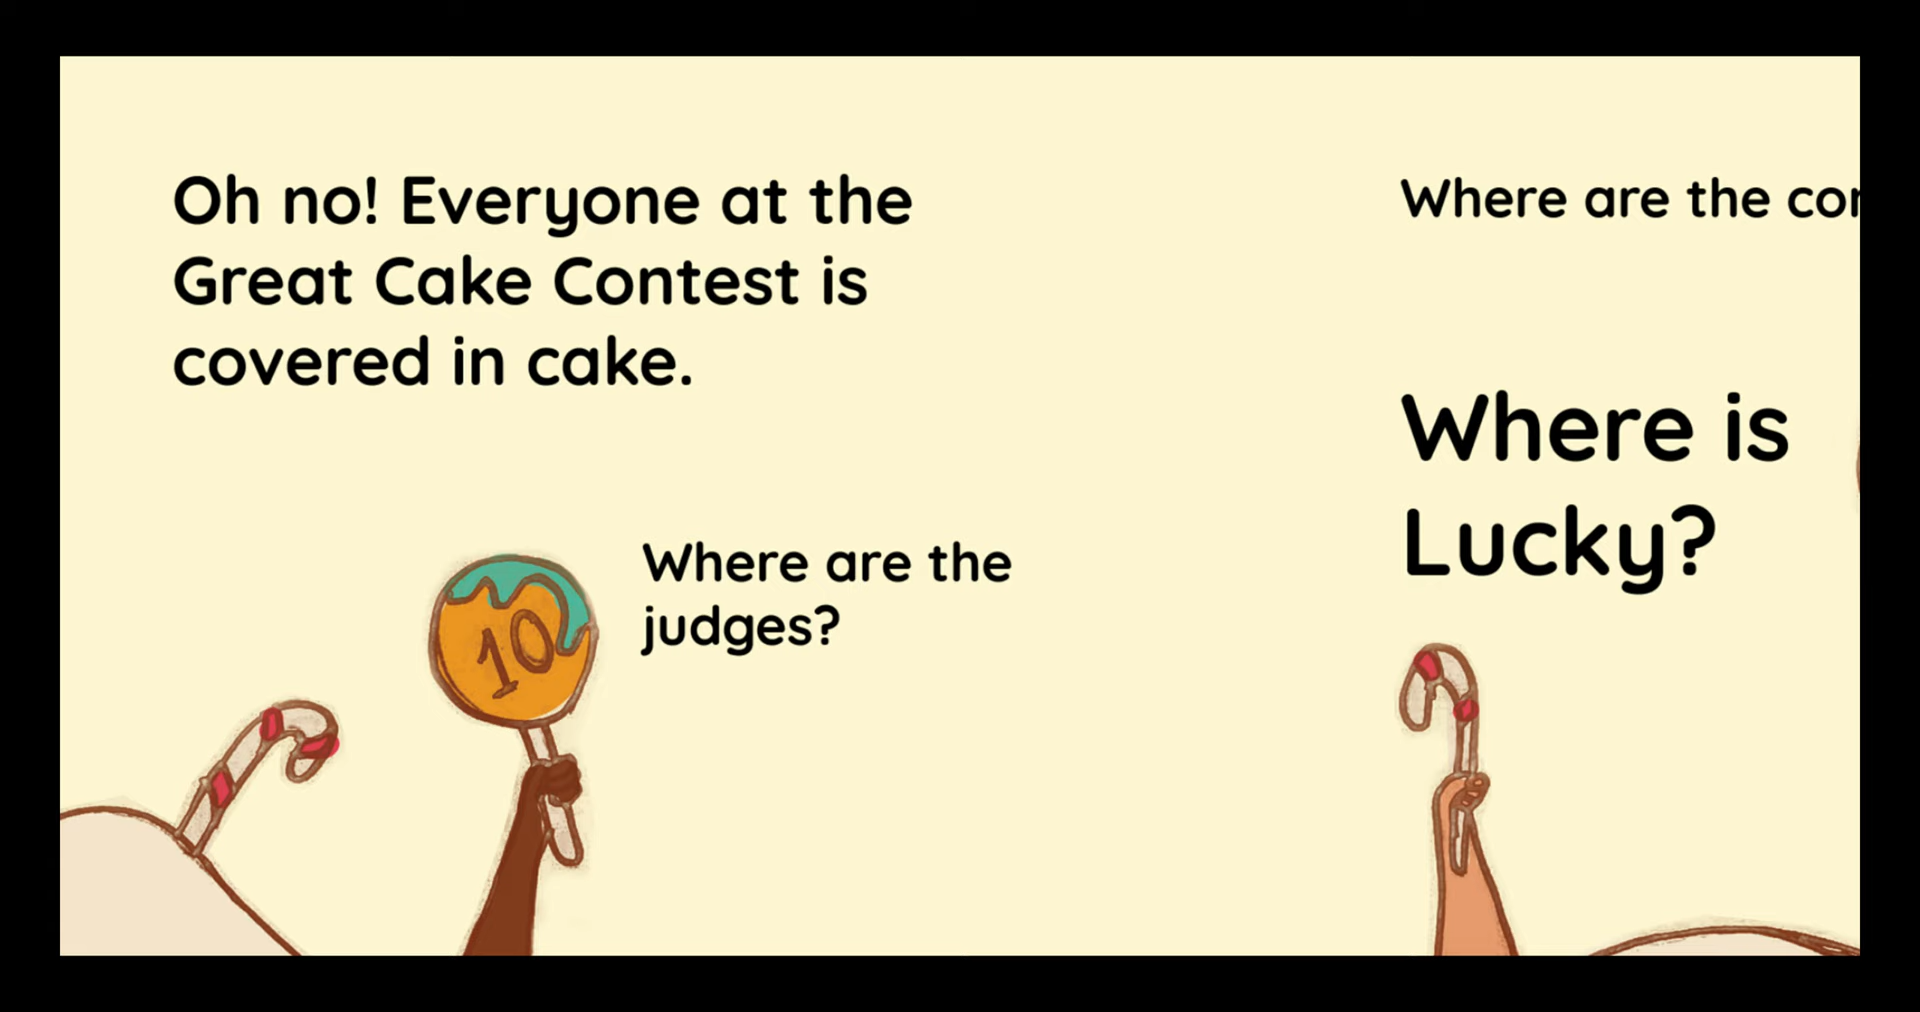 Oh no! Everyone at the
Great Cake Contest is
covered in cake.
10
Where are the
judges?
Where are the
Where is
Lucky?